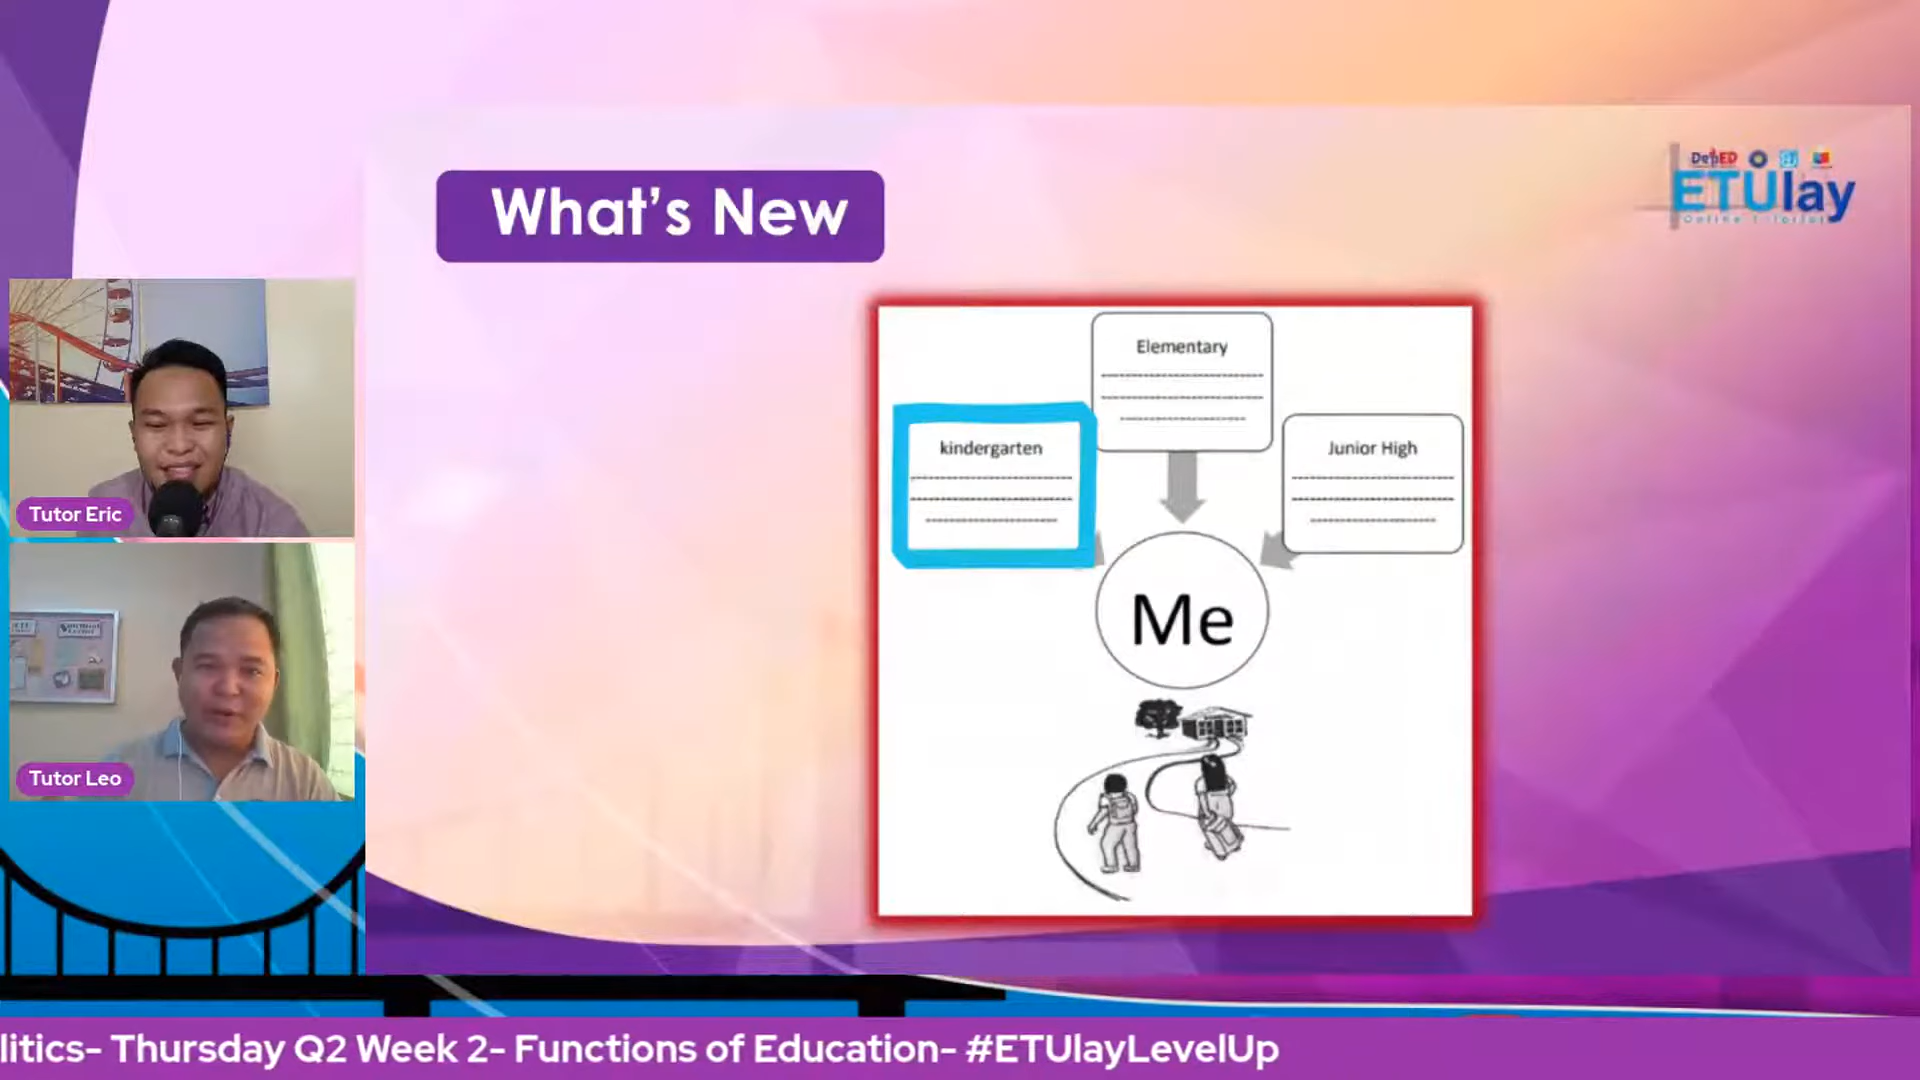 What's New
DepED
ETUlay
Elementary
kindergarten
Junior High
Me
Tutor Eric
Tutor Leo
litics- Thursday Q2 Week 2- Functions of Education- #ETUlayLevelUp